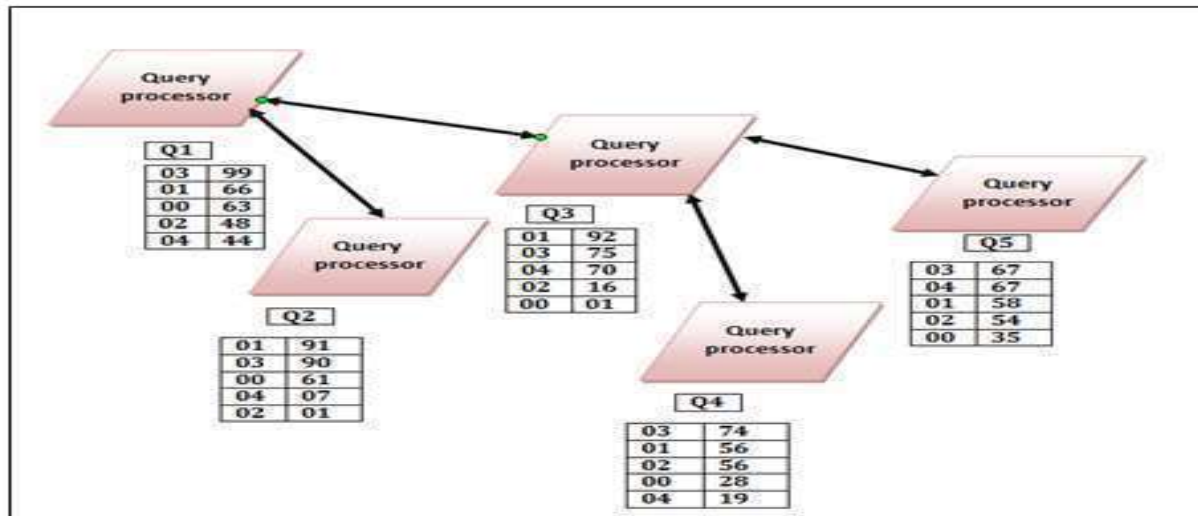 Query
processor
Q1
03 99
01 66
00 63
02 48
04 44
Query
processor
Q2
01 91
03 90
00 61
04 07
02 01
Query
processor
Q3
01 92
03 75
04 70
02 16
00 01
Query
processor
Q4
03 74
01 56
02 56
00 28
04 19
Query
processor
Q5
03 67
04 67
01 58
02 54
00 35